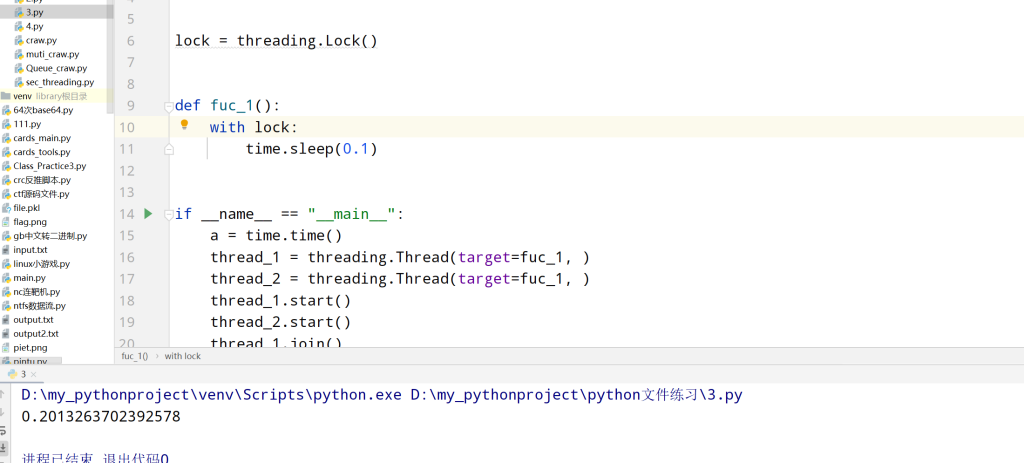 3.py
4.py
craw.py
muti_craw.py
Queue_craw.py
sec_threading.py
venv library根目录
64次base64.py
111.py
cards_main.py
cards_tools.py
Class_Practice3.py
crc反推脚本.py
ctf源码文件.py
file.pkl
flag.png
gb中文转二进制.py
input.txt
linux小游戏.py
main.py
nc连靶机.py
ntfs数据流.py
output.txt
output2.txt
piet.png
pintu.py
5
6 lock = threading.Lock()
7
8
9 def fuc_1():
10 with lock:
11 time.sleep(0.1)
12
13
14 if __name__ == "__main__":
15 a = time.time()
16 thread_1 = threading.Thread(target=fuc_1, )
17 thread_2 = threading.Thread(target=fuc_1, )
18 thread_1.start()
19 thread_2.start()
20 thread_1.join()
fuc_1() › with lock
3 ×
D:\my_pythonproject\venv\Scripts\python.exe D:\my_pythonproject\python文件练习\3.py
0.2013263702392578
进程已结束,退出代码0